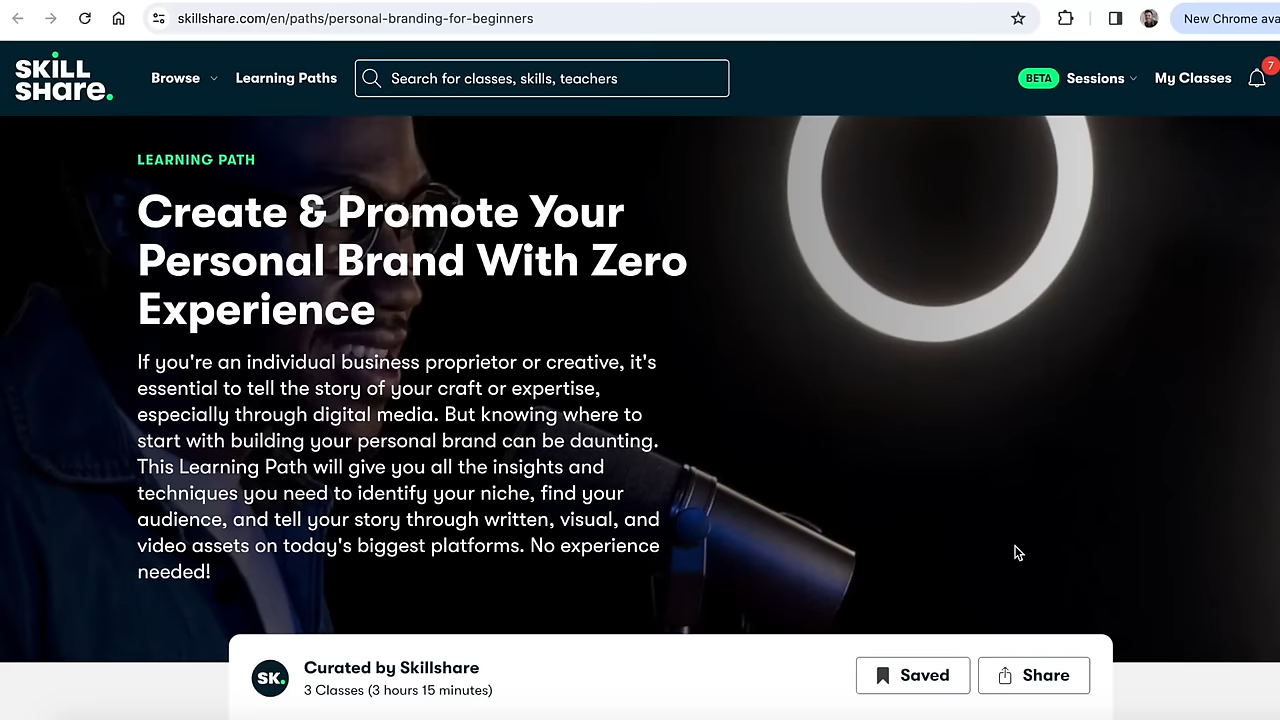 skillshare.com/en/paths/personal-branding-for-beginners
New Chrome ava
SKILL
SHare.
Browse
Learning Paths
Search for classes, skills, teachers
BETA
Sessions
My Classes
7
LEARNING PATH
Create & Promote Your
Personal Brand With Zero
Experience
If you're an individual business proprietor or creative, it's
essential to tell the story of your craft or expertise,
especially through digital media. But knowing where to
start with building your personal brand can be daunting.
This Learning Path will give you all the insights and
techniques you need to identify your niche, find your
audience, and tell your story through written, visual, and
video assets on today's biggest platforms. No experience
needed!
SK.
Curated by Skillshare
3 Classes (3 hours 15 minutes)
Saved
Share